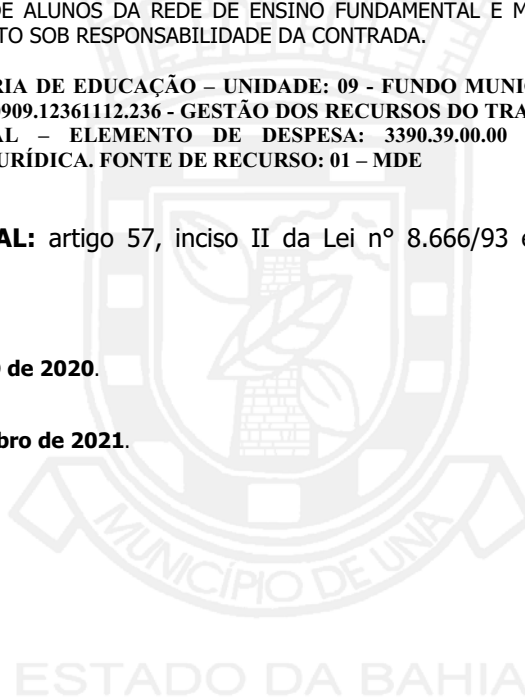 DE ALUNOS DA REDE DE ENSINO FUNDAMENTAL E M
TO SOB RESPONSABILIDADE DA CONTRADA.
RIA DE EDUCAÇÃO – UNIDADE: 09 - FUNDO MUNI
0909.12361112.236 - GESTÃO DOS RECURSOS DO TRA
AL – ELEMENTO DE DESPESA: 3390.39.00.00
URÍDICA. FONTE DE RECURSO: 01 – MDE
AL: artigo 57, inciso II da Lei n° 8.666/93 e
de 2020.
bro de 2021.
MUNICÍPIO DE UNA
ESTADO DA BAHIA